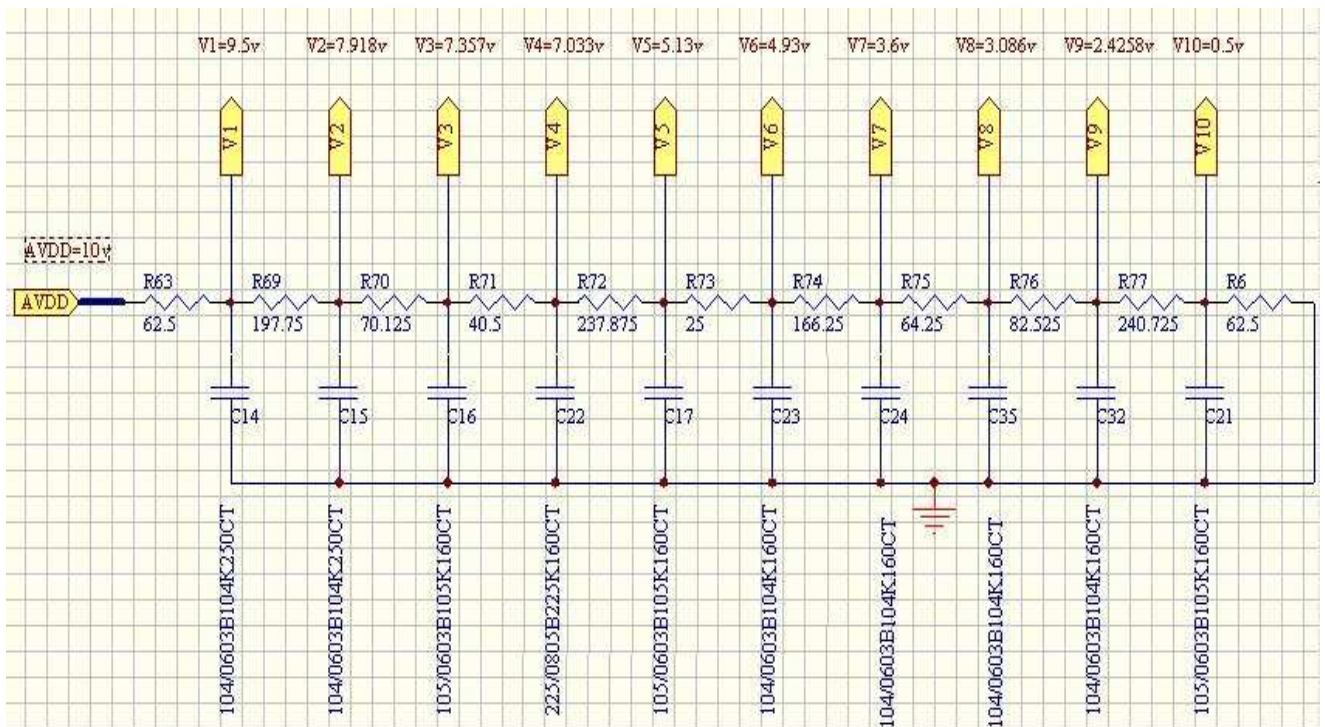 V1=9.5v V2=7.918v V3=7.357v V4=7.033v V5=5.13v V6=4.93v V7=3.6v V8=3.086v V9=2.4258v V10=0.5v
V1 V2 V3 V4 V5 V6 V7 V8 V9 V10
AVDD=10v
R63 R69 R70 R71 R72 R73 R74 R75 R76 R77 R6
AVDD
62.5 197.75 70.125 40.5 237.875 25 166.25 64.25 82.525 240.725 62.5
C14 C15 C16 C22 C17 C23 C24 C35 C32 C21
104/0603B104K250CT
104/0603B104K250CT
105/0603B105K160CT
225/0805B225K160CT
105/0603B105K160CT
104/0603B104K160CT
104/0603B104K160CT
104/0603B104K160CT
104/0603B104K160CT
105/0603B105K160CT